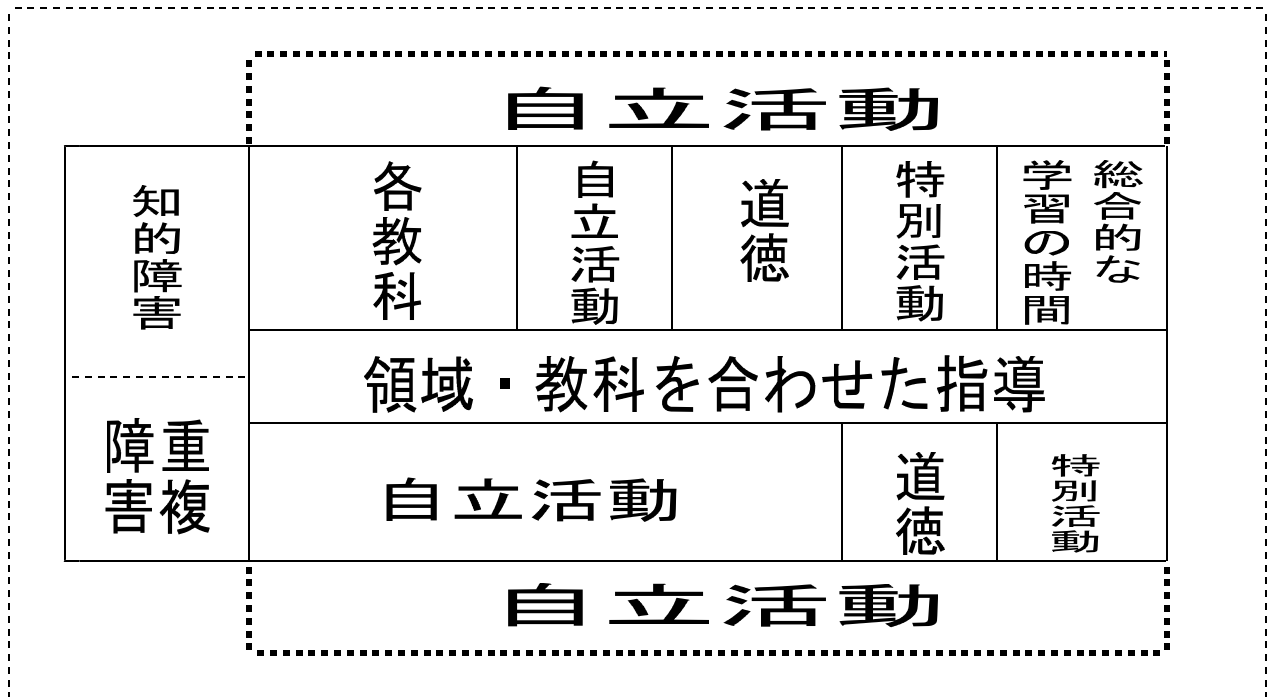 自立活動
知的障害
各教科
自立活動
道徳
特別活動
総合的な
学習の時間
領域・教科を合わせた指導
重複
障害
自立活動
道徳
特別活動
自立活動